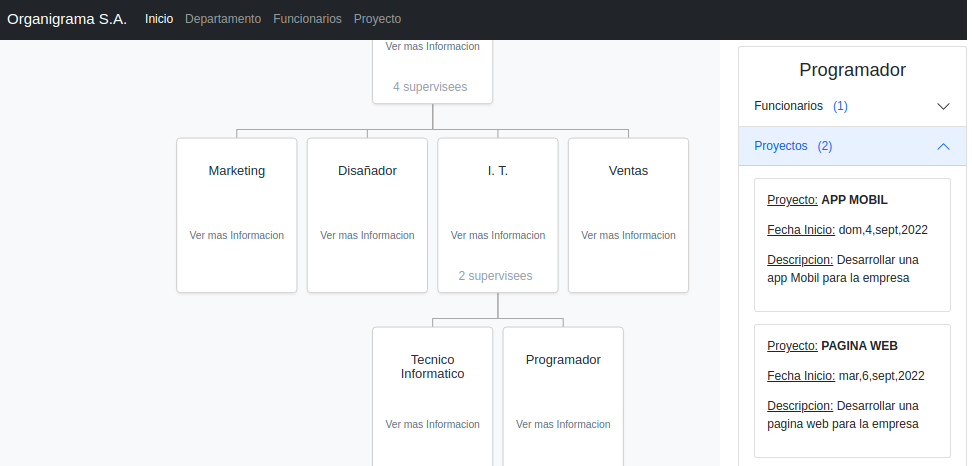 Organigrama S.A. Inicio Departamento Funcionarios Proyecto
Ver mas Informacion
4 supervisees
Marketing
Ver mas Informacion
Disañador
Ver mas Informacion
I. T.
Ver mas Informacion
2 supervisees
Ventas
Ver mas Informacion
Tecnico
Informatico
Ver mas Informacion
Programador
Ver mas Informacion
Programador
Funcionarios (1)
Proyectos (2)
Proyecto: APP MOBIL
Fecha Inicio: dom,4,sept,2022
Descripcion: Desarrollar una
app Mobil para la empresa
Proyecto: PAGINA WEB
Fecha Inicio: mar,6,sept,2022
Descripcion: Desarrollar una
pagina web para la empresa